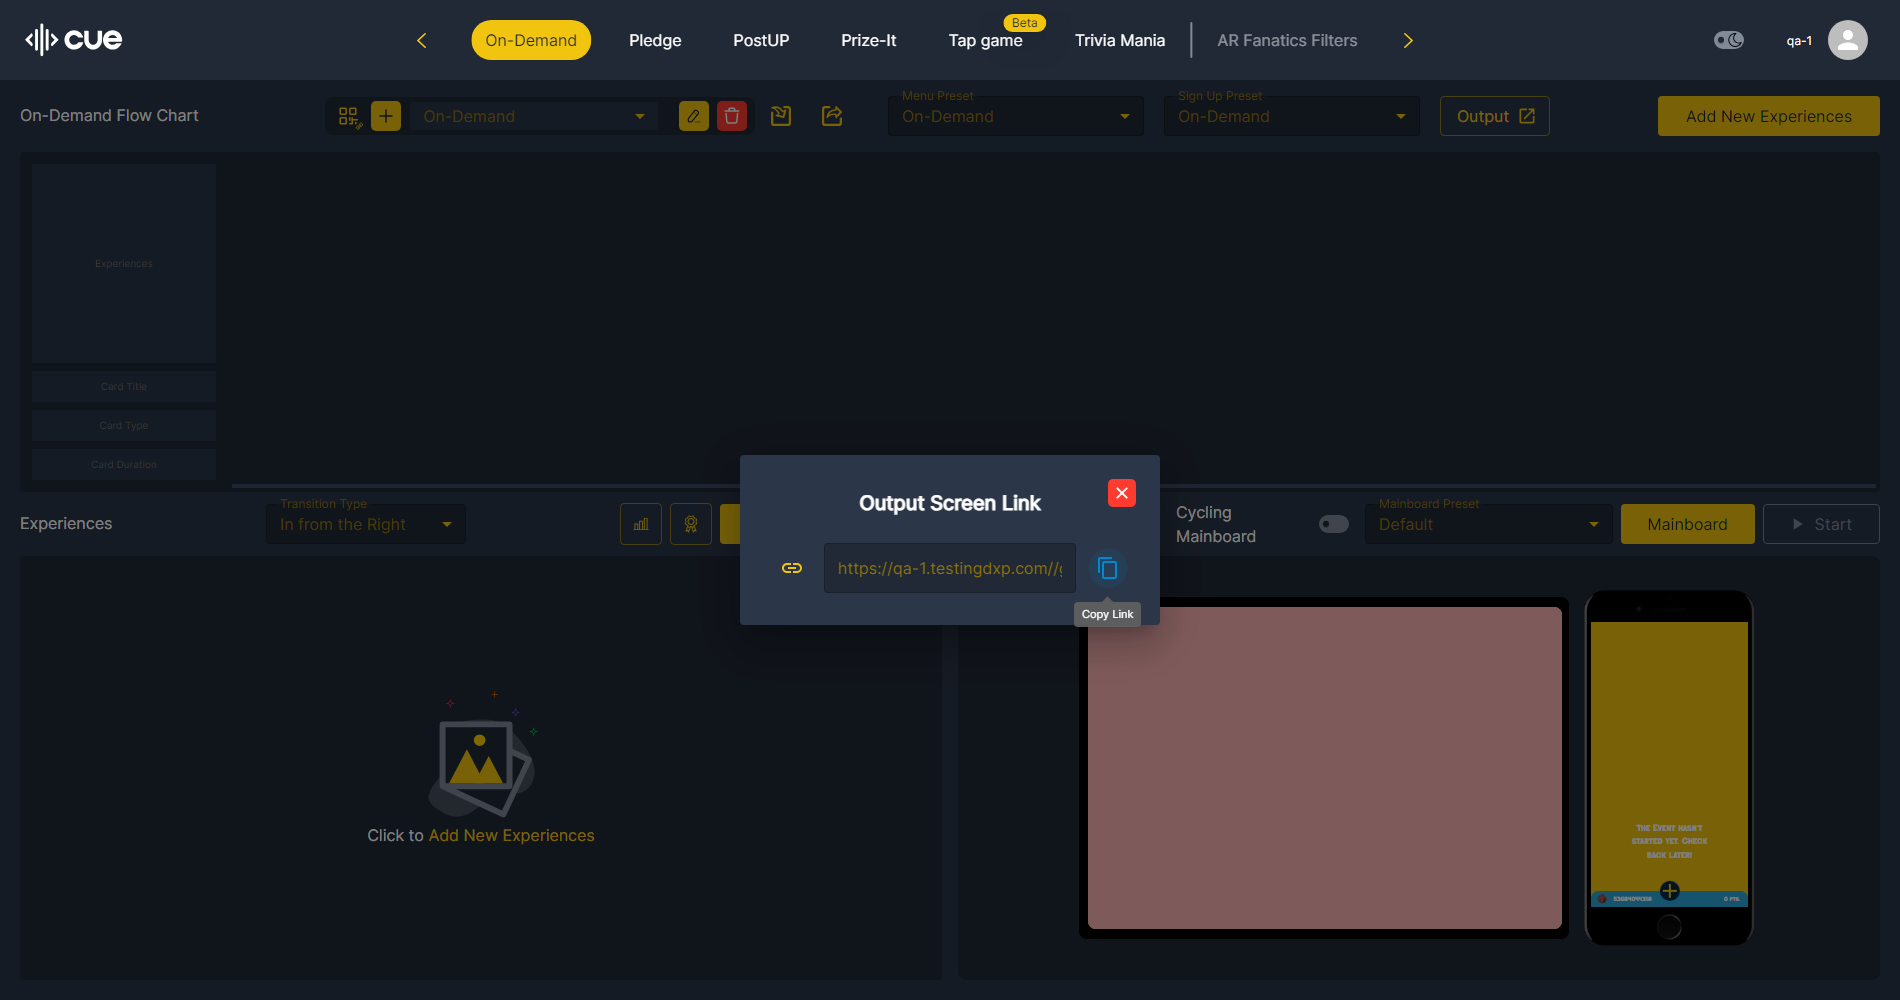 cue
On-Demand
Pledge
PostUP
Prize-It
Tap game
Beta
Trivia Mania
AR Fanatics Filters
qa-1
On-Demand Flow Chart
On-Demand
Menu Preset
On-Demand
Sign Up Preset
On-Demand
Output
Add New Experiences
Experiences
Card Title
Card Type
Card Duration
Output Screen Link
https://qa-1.testingdxp.com//
Copy Link
Experiences
Transition Type
In from the Right
Cycling
Mainboard
Mainboard Preset
Default
Mainboard
Start
Click to Add New Experiences
The Event hasn't
started yet. Check
back later!
0 PTS.